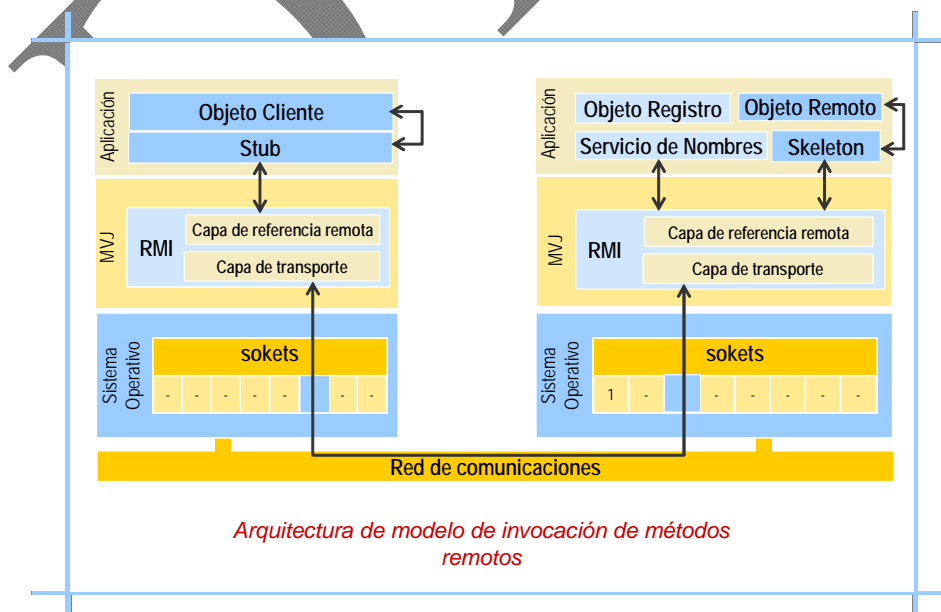 Aplicación
Objeto Cliente
Stub
MVJ
RMI
Capa de referencia remota
Capa de transporte
Sistema
Operativo
sokets
- - - - - - -
Aplicación
Objeto Registro
Objeto Remoto
Servicio de Nombres
Skeleton
MVJ
RMI
Capa de referencia remota
Capa de transporte
Sistema
Operativo
sokets
1 - - - - - -
Red de comunicaciones
Arquitectura de modelo de invocación de métodos
remotos